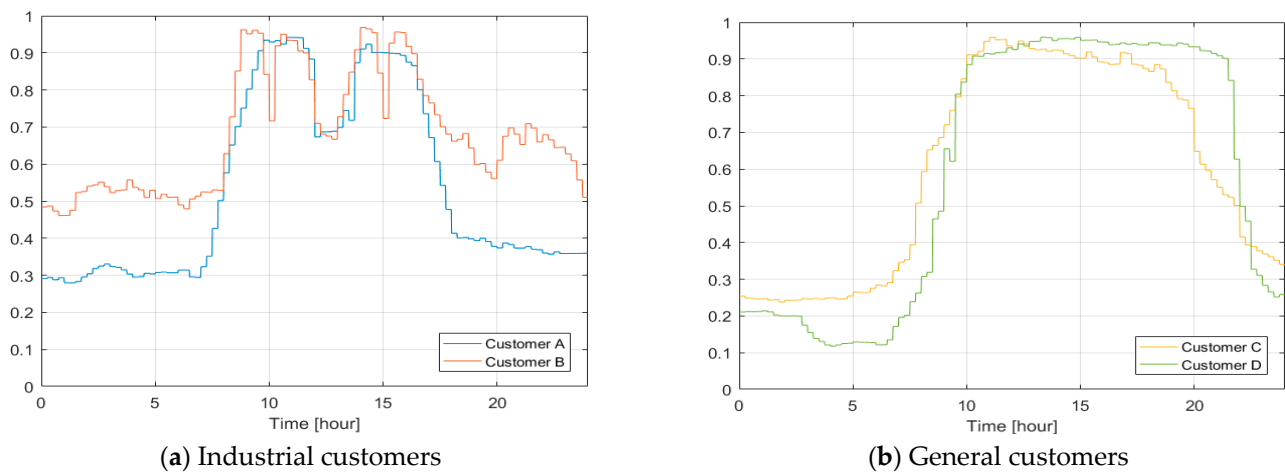 1
0.9
0.8
0.7
0.6
0.5
0.4
0.3
0.2
0.1
0
0 5 10 15 20
Time [hour]
Customer A
Customer B
(a) Industrial customers
1
0.9
0.8
0.7
0.6
0.5
0.4
0.3
0.2
0.1
0
0 5 10 15 20
Time [hour]
Customer C
Customer D
(b) General customers